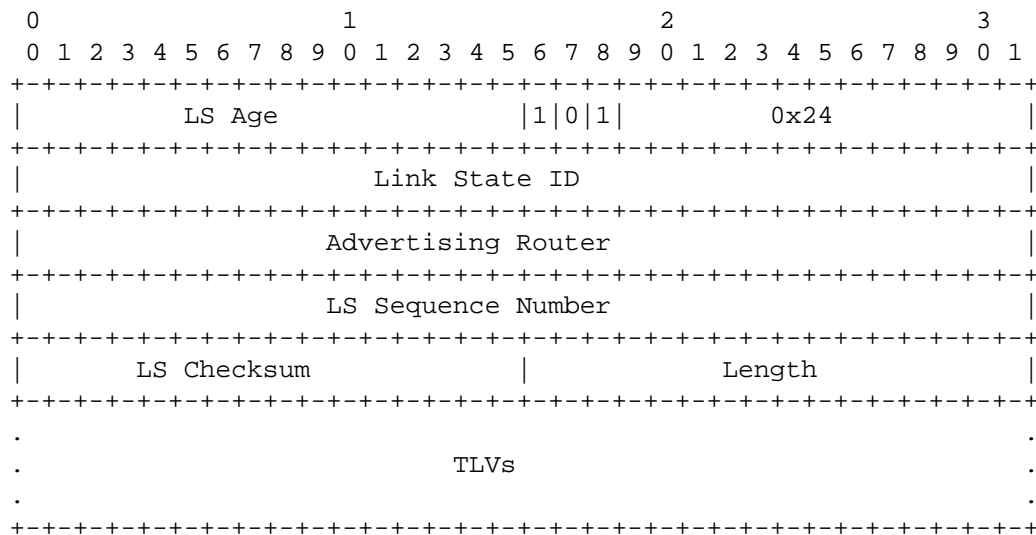 0                   1                   2                   3
0 1 2 3 4 5 6 7 8 9 0 1 2 3 4 5 6 7 8 9 0 1 2 3 4 5 6 7 8 9 0 1
+-+-+-+-+-+-+-+-+-+-+-+-+-+-+-+-+-+-+-+-+-+-+-+-+-+-+-+-+-+-+-+-+
|          LS Age               |1|0|1|         0x24            |
+-+-+-+-+-+-+-+-+-+-+-+-+-+-+-+-+-+-+-+-+-+-+-+-+-+-+-+-+-+-+-+-+
|                      Link State ID                            |
+-+-+-+-+-+-+-+-+-+-+-+-+-+-+-+-+-+-+-+-+-+-+-+-+-+-+-+-+-+-+-+-+
|                   Advertising Router                          |
+-+-+-+-+-+-+-+-+-+-+-+-+-+-+-+-+-+-+-+-+-+-+-+-+-+-+-+-+-+-+-+-+
|                   LS Sequence Number                          |
+-+-+-+-+-+-+-+-+-+-+-+-+-+-+-+-+-+-+-+-+-+-+-+-+-+-+-+-+-+-+-+-+
|       LS Checksum             |            Length             |
+-+-+-+-+-+-+-+-+-+-+-+-+-+-+-+-+-+-+-+-+-+-+-+-+-+-+-+-+-+-+-+-+
.                                                               .
.                           TLVs                                .
.                                                               .
+-+-+-+-+-+-+-+-+-+-+-+-+-+-+-+-+-+-+-+-+-+-+-+-+-+-+-+-+-+-+-+-+